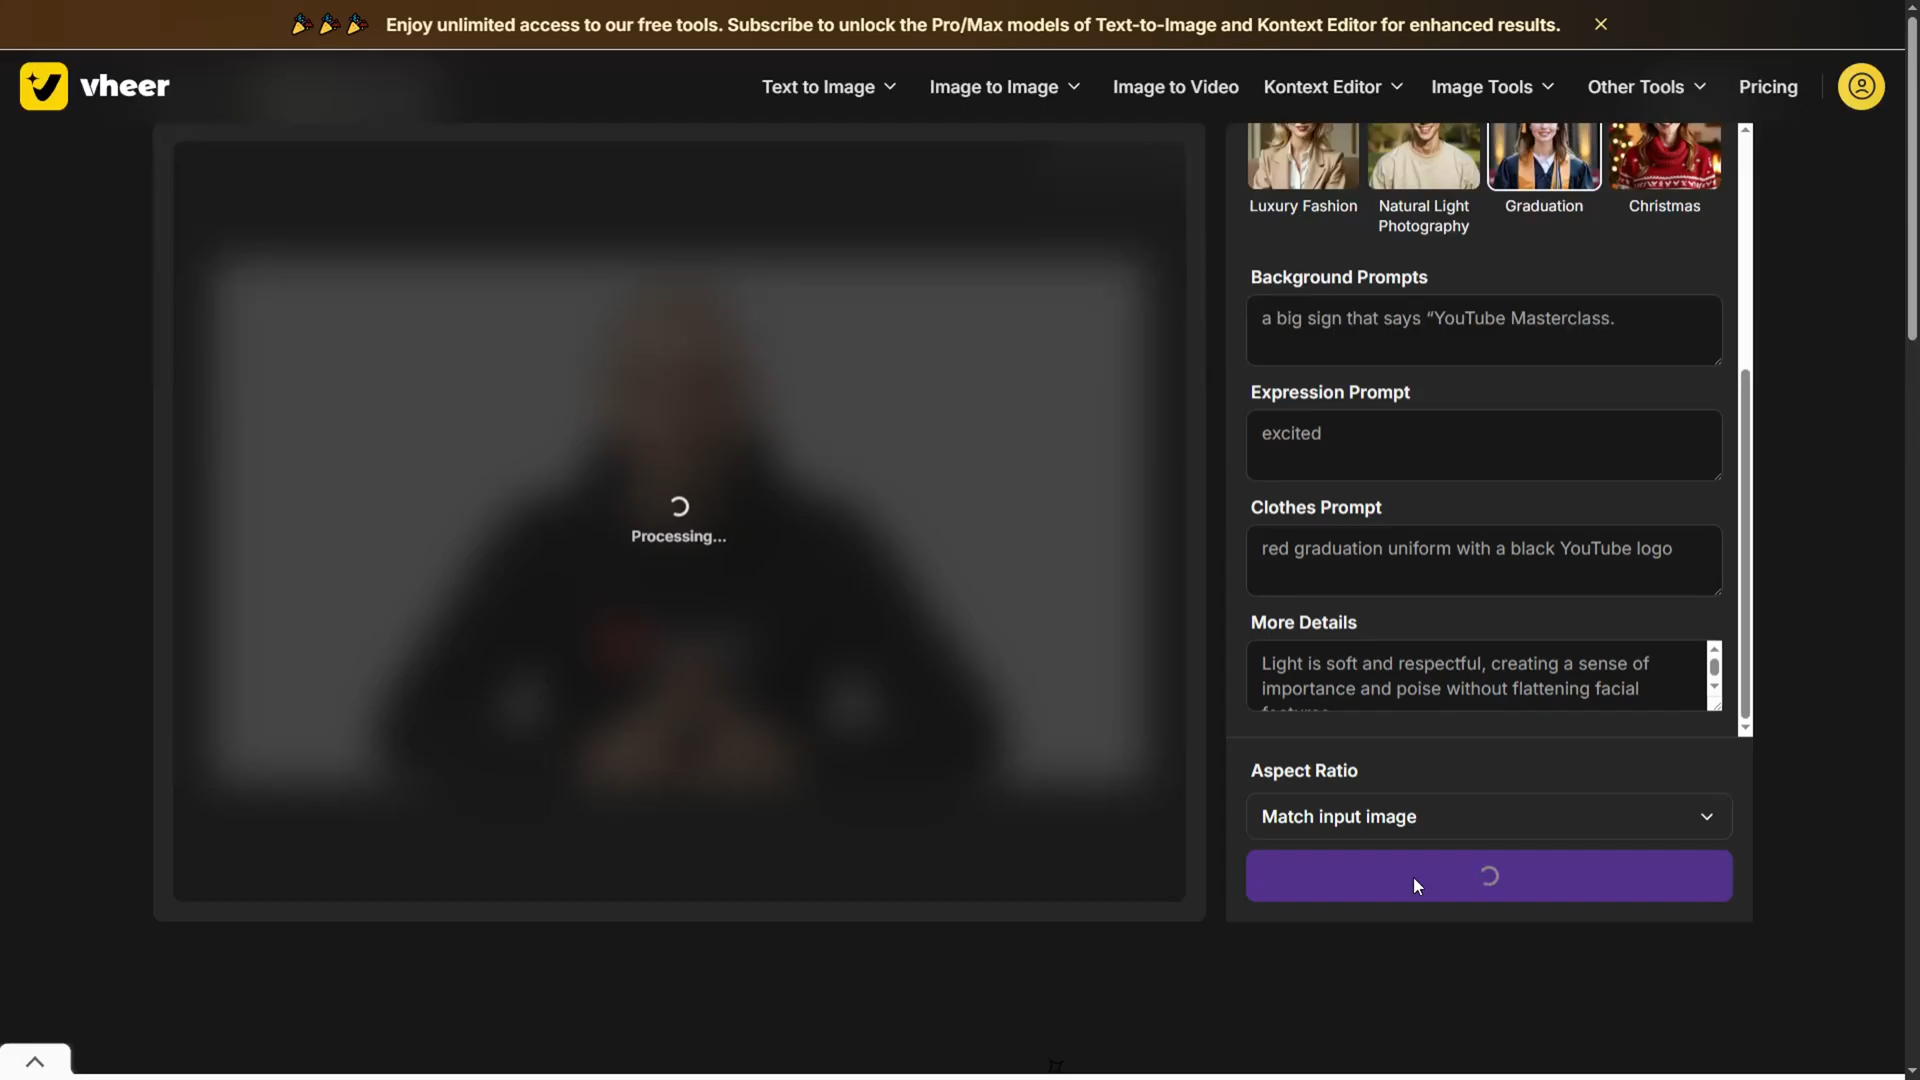 🎉 🎉 🎉 Enjoy unlimited access to our free tools. Subscribe to unlock the Pro/Max models of Text-to-Image and Kontext Editor for enhanced results.
vheer
Text to Image
Image to Image
Image to Video
Kontext Editor
Image Tools
Other Tools
Pricing
Luxury Fashion
Natural Light
Photography
Graduation
Christmas
Background Prompts
a big sign that says “YouTube Masterclass.
Expression Prompt
excited
Clothes Prompt
red graduation uniform with a black YouTube logo
More Details
Light is soft and respectful, creating a sense of
importance and poise without flattening facial
features
Processing...
Aspect Ratio
Match input image